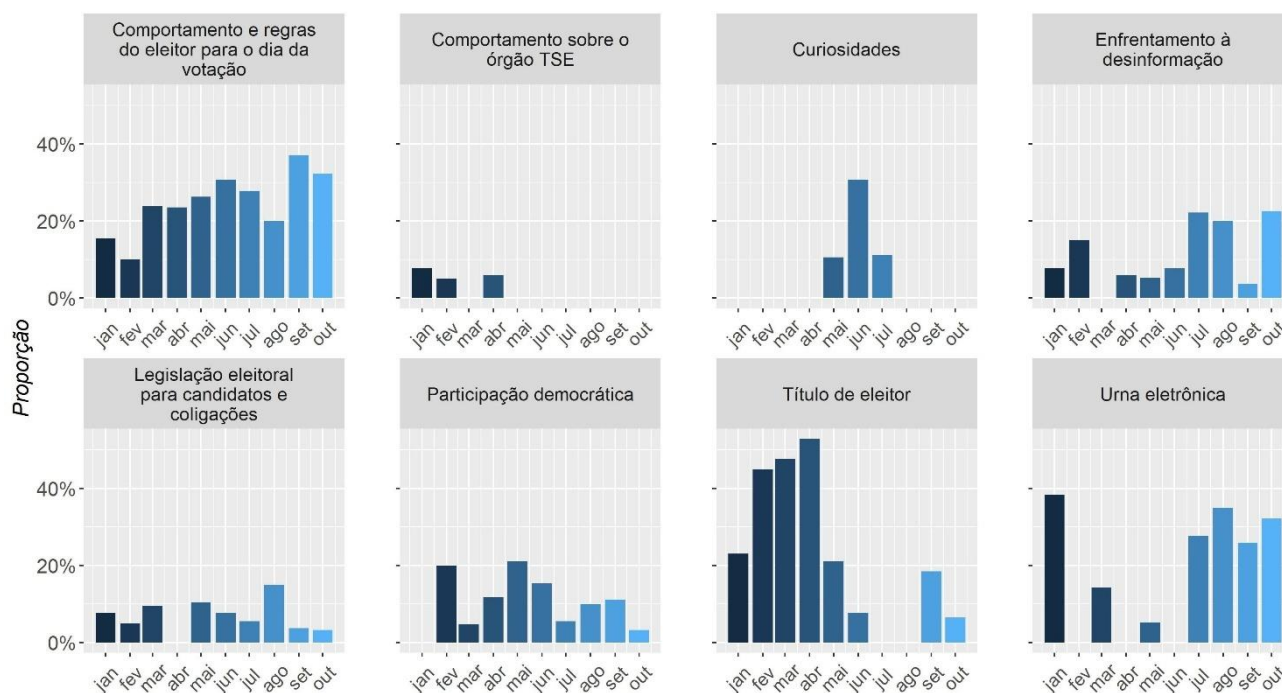 Comportamento e regras
do eleitor para o dia da
votação
Comportamento sobre o
órgão TSE
Curiosidades
Enfrentamento à
desinformação
40%
20%
0%
jan fev mar abr mai jun jul ago set out
jan fev mar abr mai jun jul ago set out
jan fev mar abr mai jun jul ago set out
jan fev mar abr mai jun jul ago set out
Proporção
Legislação eleitoral
para candidatos e
coligações
Participação democrática
Título de eleitor
Urna eletrônica
40%
20%
0%
jan fev mar abr mai jun jul ago set out
jan fev mar abr mai jun jul ago set out
jan fev mar abr mai jun jul ago set out
jan fev mar abr mai jun jul ago set out